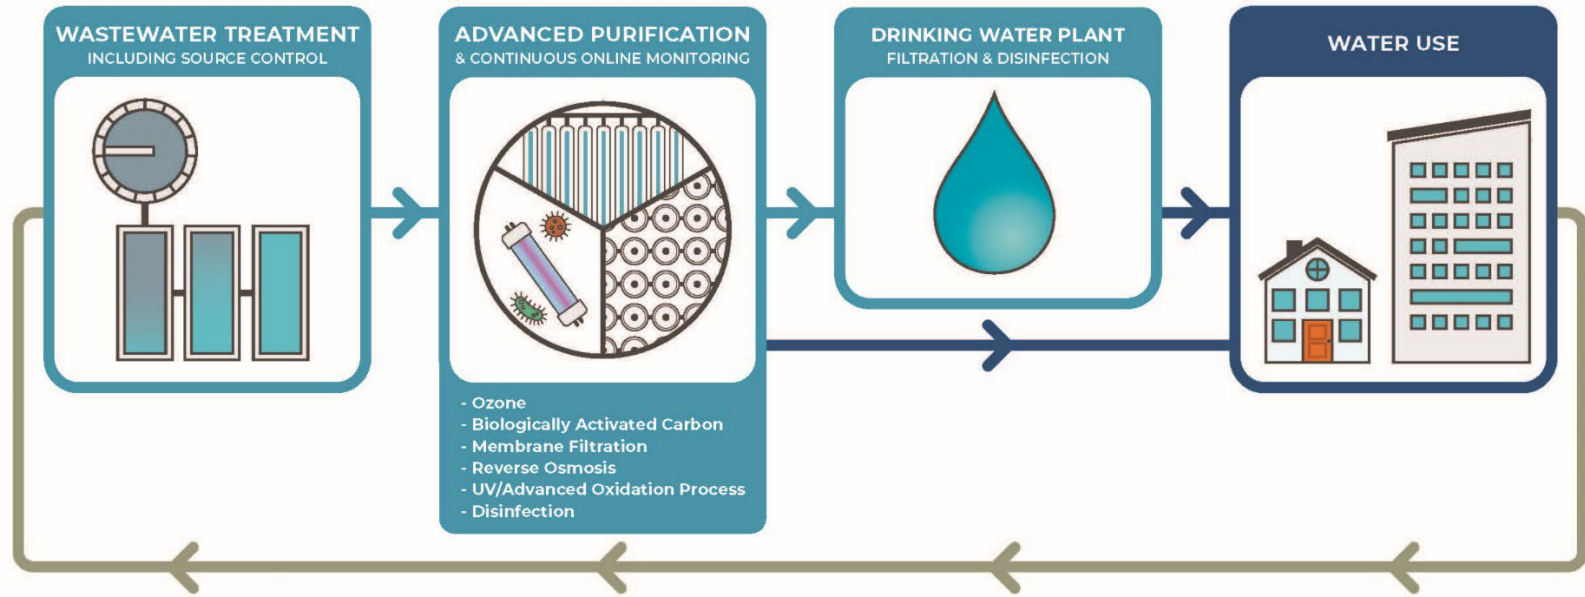 WASTEWATER TREATMENT
INCLUDING SOURCE CONTROL
ADVANCED PURIFICATION
& CONTINUOUS ONLINE MONITORING
- Ozone
- Biologically Activated Carbon
- Membrane Filtration
- Reverse Osmosis
- UV/Advanced Oxidation Process
- Disinfection
DRINKING WATER PLANT
FILTRATION & DISINFECTION
WATER USE